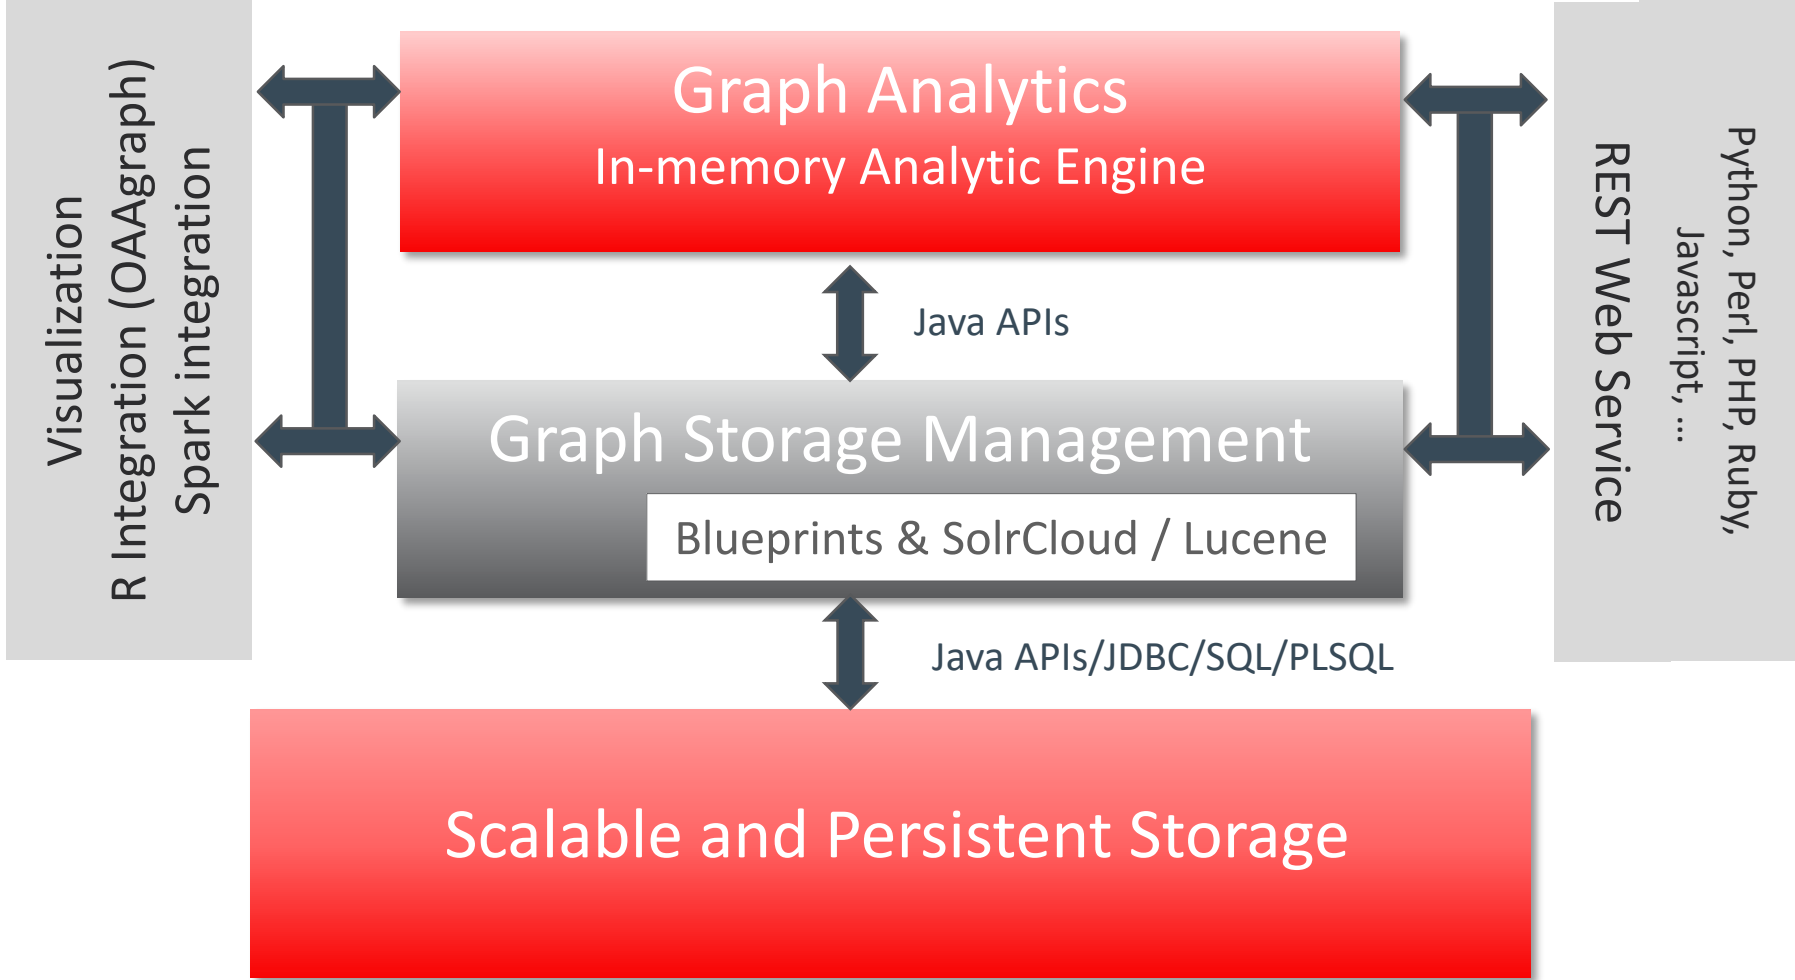 Visualization
R Integration (OAAgraph)
Spark integration
Graph Analytics
In-memory Analytic Engine
Java APIs
Graph Storage Management
Blueprints & SolrCloud / Lucene
Java APIs/JDBC/SQL/PLSQL
Scalable and Persistent Storage
REST Web Service
Python, Perl, PHP, Ruby,
Javascript, ...